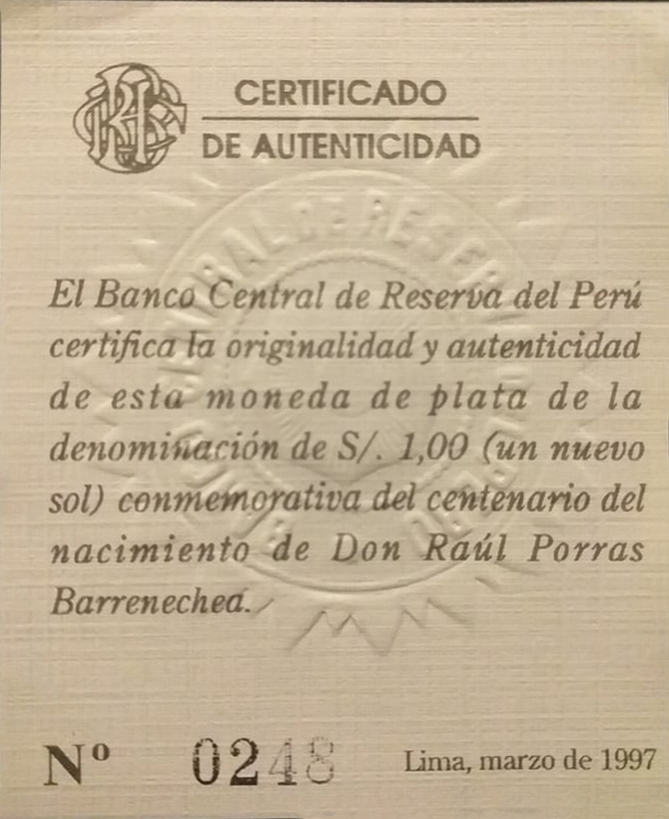 CERTIFICADO
DE AUTENTICIDAD
El Banco Central de Reserva del Perú
certifica la originalidad y autenticidad
de esta moneda de plata de la
denominación de S/. 1,00 (un nuevo
sol) conmemorativa del centenario del
nacimiento de Don Raúl Porras
Barrenechea.
Nº 0248
Lima, marzo de 1997